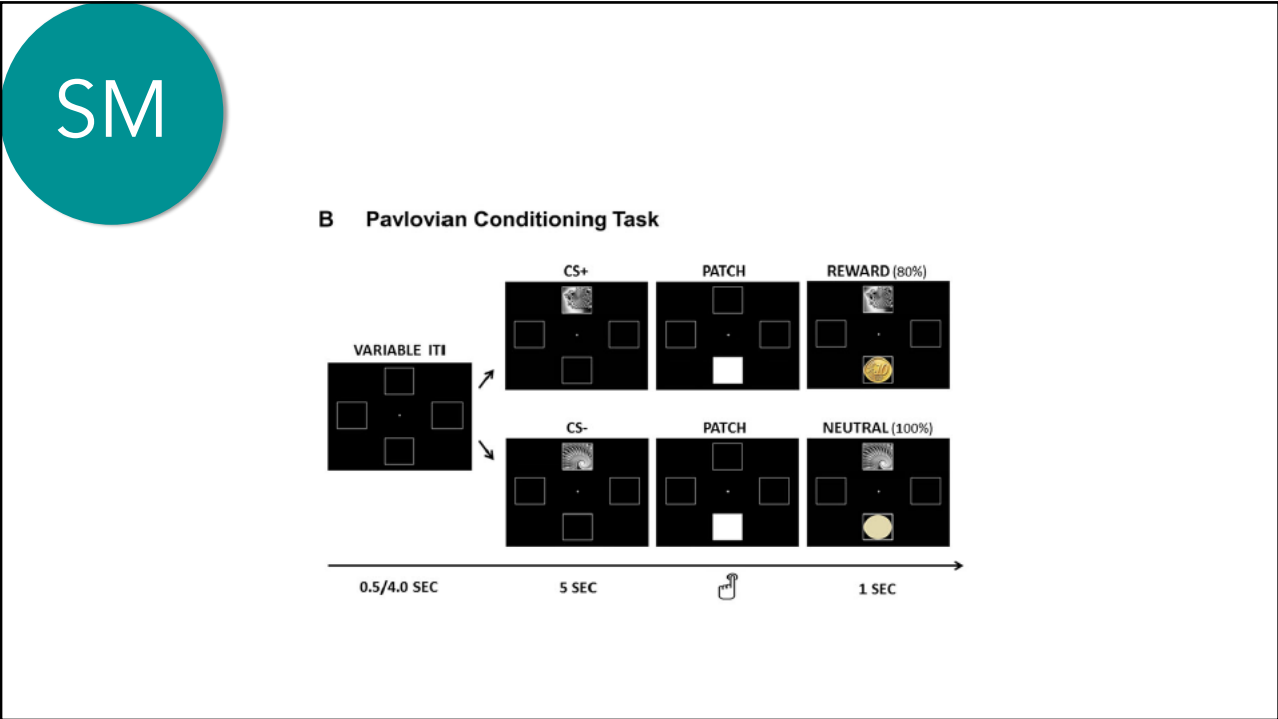 SM
B Pavlovian Conditioning Task
CS+ PATCH REWARD (80%)
VARIABLE ITI
CS- PATCH NEUTRAL (100%)
0.5/4.0 SEC 5 SEC 1 SEC